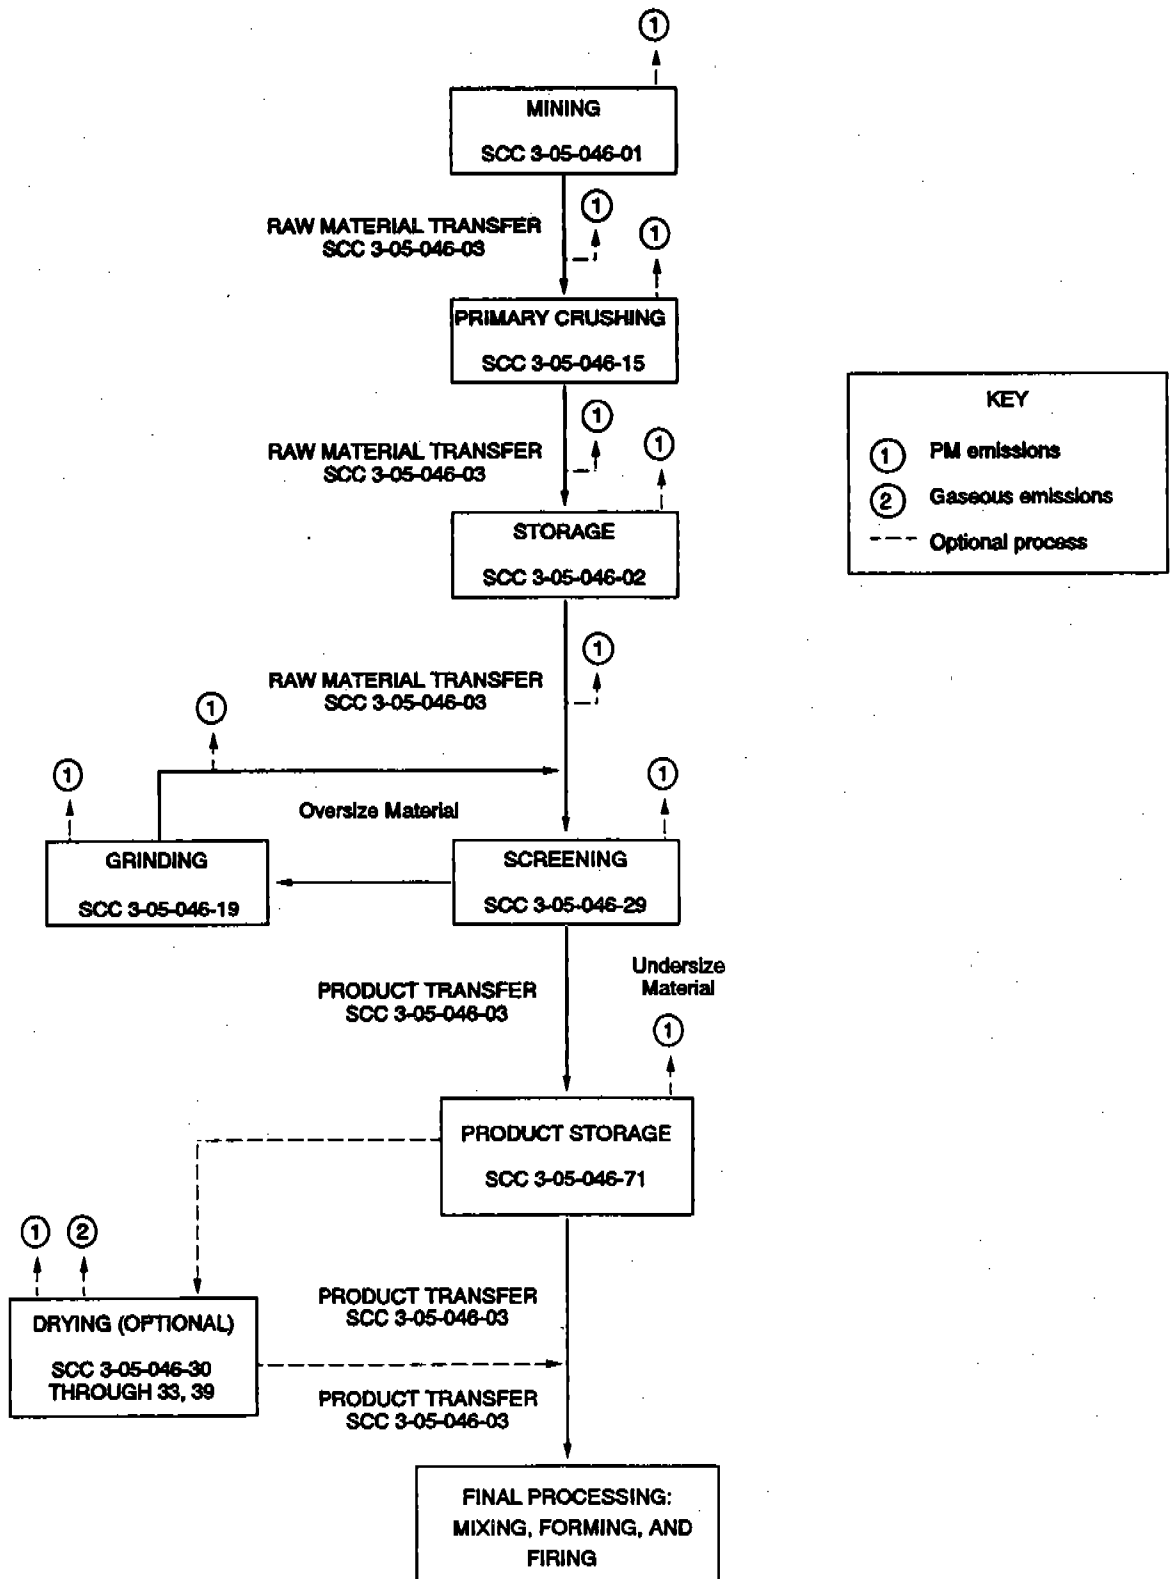 1
MINING
SCC 3-05-046-01
1
RAW MATERIAL TRANSFER
SCC 3-05-046-03
1
PRIMARY CRUSHING
SCC 3-05-046-15
KEY
1 PM emissions
2 Gaseous emissions
Optional process
1
RAW MATERIAL TRANSFER
SCC 3-05-046-03
1
STORAGE
SCC 3-05-046-02
1
RAW MATERIAL TRANSFER
SCC 3-05-046-03
1
1
Oversize Material
1
GRINDING
SCC 3-05-046-19
SCREENING
SCC 3-05-046-29
Undersize
Material
PRODUCT TRANSFER
SCC 3-05-046-03
1
PRODUCT STORAGE
SCC 3-05-046-71
1 2
PRODUCT TRANSFER
SCC 3-05-046-03
DRYING (OPTIONAL)
SCC 3-05-046-30
THROUGH 33, 39
PRODUCT TRANSFER
SCC 3-05-046-03
FINAL PROCESSING:
MIXING, FORMING, AND
FIRING